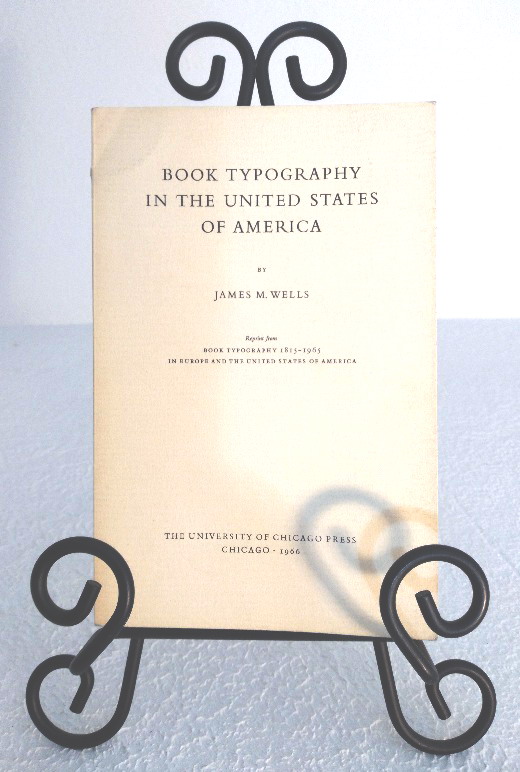 BOOK TYPOGRAPHY
IN THE UNITED STATES
OF AMERICA
BY
JAMES M. WELLS
Reprint from
BOOK TYPOGRAPHY 1815–1965
IN EUROPE AND THE UNITED STATES OF AMERICA
THE UNIVERSITY OF CHICAGO PRESS
CHICAGO · 1966